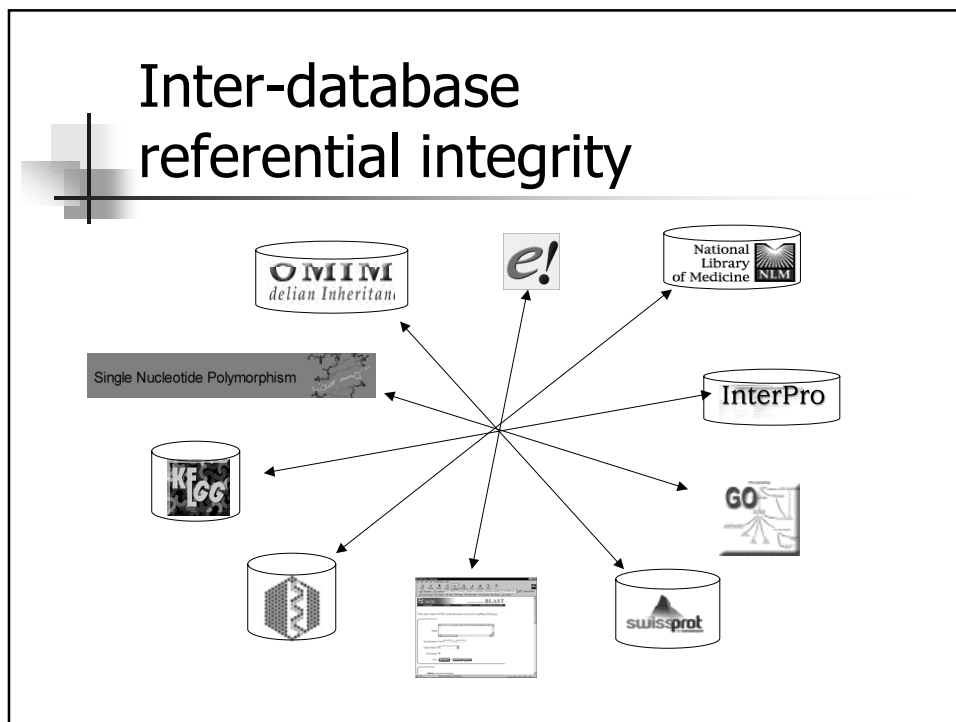 Inter-database
referential integrity
OMIM
delian Inheritan
e!
National
Library
of Medicine
NLM
Single Nucleotide Polymorphism
InterPro
KEGG
GO
BLAST
swissprot